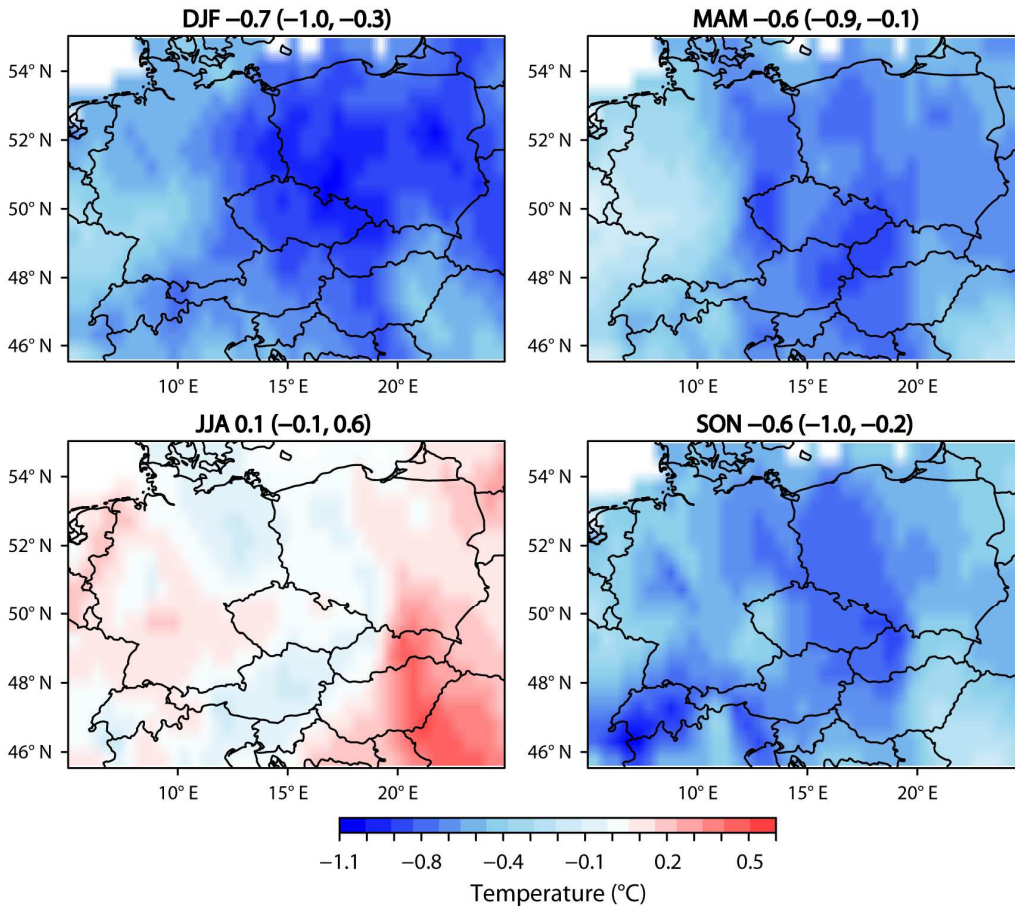 DJF −0.7 (−1.0, −0.3)
MAM −0.6 (−0.9, −0.1)
54° N
52° N
50° N
48° N
46° N
10° E
15° E
20° E
54° N
52° N
50° N
48° N
46° N
10° E
15° E
20° E
JJA 0.1 (−0.1, 0.6)
SON −0.6 (−1.0, −0.2)
54° N
52° N
50° N
48° N
46° N
10° E
15° E
20° E
54° N
52° N
50° N
48° N
46° N
10° E
15° E
20° E
−1.1 −0.8 −0.4 −0.1 0.2 0.5
Temperature (°C)